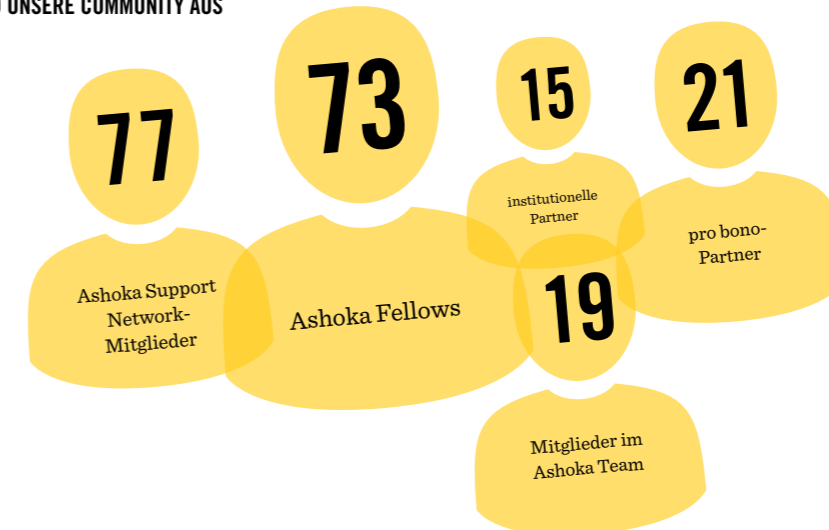 UNSERE COMMUNITY AUS
77
Ashoka Support
Network-
Mitglieder
73
Ashoka Fellows
15
institutionelle
Partner
21
pro bono-
Partner
19
Mitglieder im
Ashoka Team